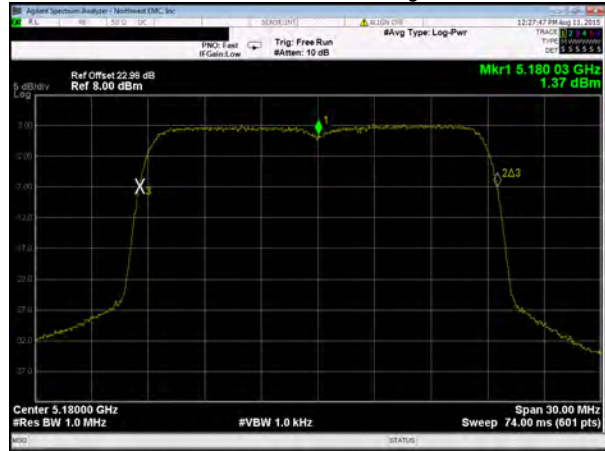 Agilent Spectrum Analyzer - Northwest EMC, Inc
RL RF 50 Ω DC SENSE:INT ALIGN OFF 12:27:47 PM Aug 11, 2015
#Avg Type: Log-Pwr TRACE 1 2 3 4 5 6
PNO: Fast Trig: Free Run TYPE
IFGain:Low #Atten: 10 dB DET S S S S S S
Mkr1 5.180 03 GHz
1.37 dBm
Ref Offset 22.98 dB
5 dB/div Ref 8.00 dBm
Log
3.00
-2.00
-7.00
-12.0
-17.0
-22.0
-27.0
-32.0
-37.0
1
2Δ3
3
Center 5.18000 GHz Span 30.00 MHz
#Res BW 1.0 MHz #VBW 1.0 kHz Sweep 74.00 ms (601 pts)
MSG STATUS